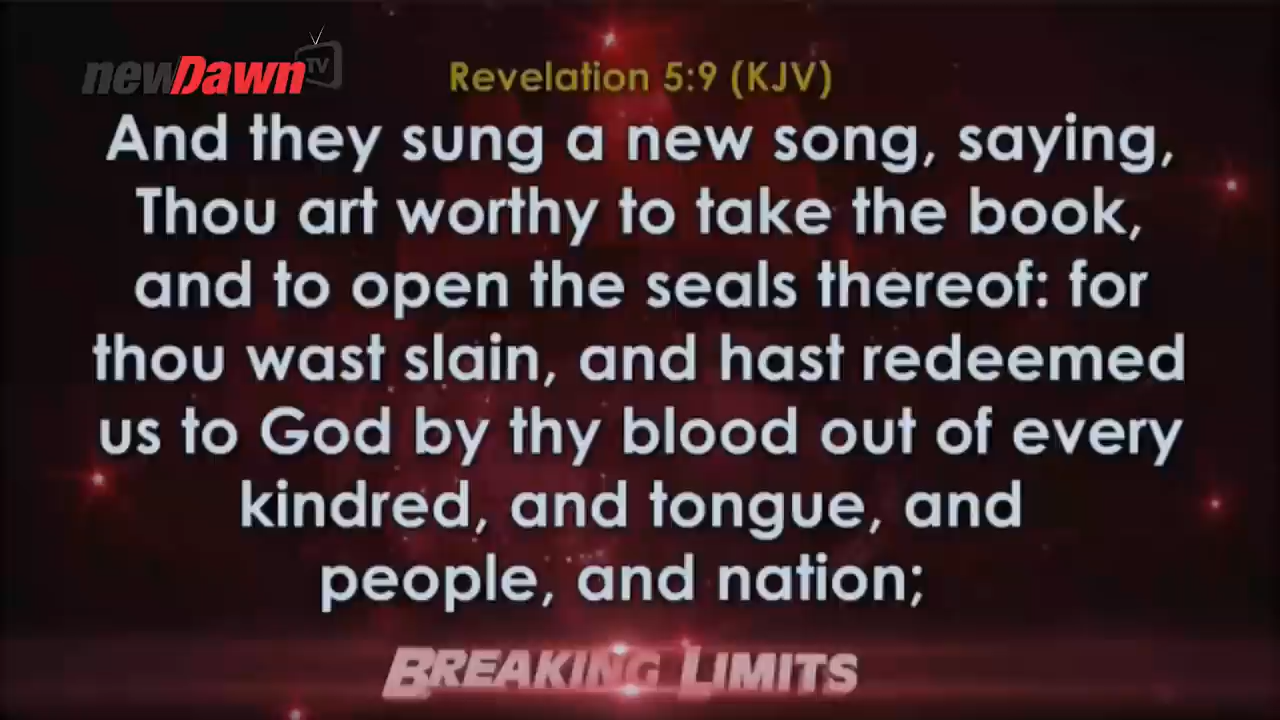 newDawn TV
Revelation 5:9 (KJV)
And they sung a new song, saying,
Thou art worthy to take the book,
and to open the seals thereof: for
thou wast slain, and hast redeemed
us to God by thy blood out of every
kindred, and tongue, and
people, and nation;
BREAKING LIMITS